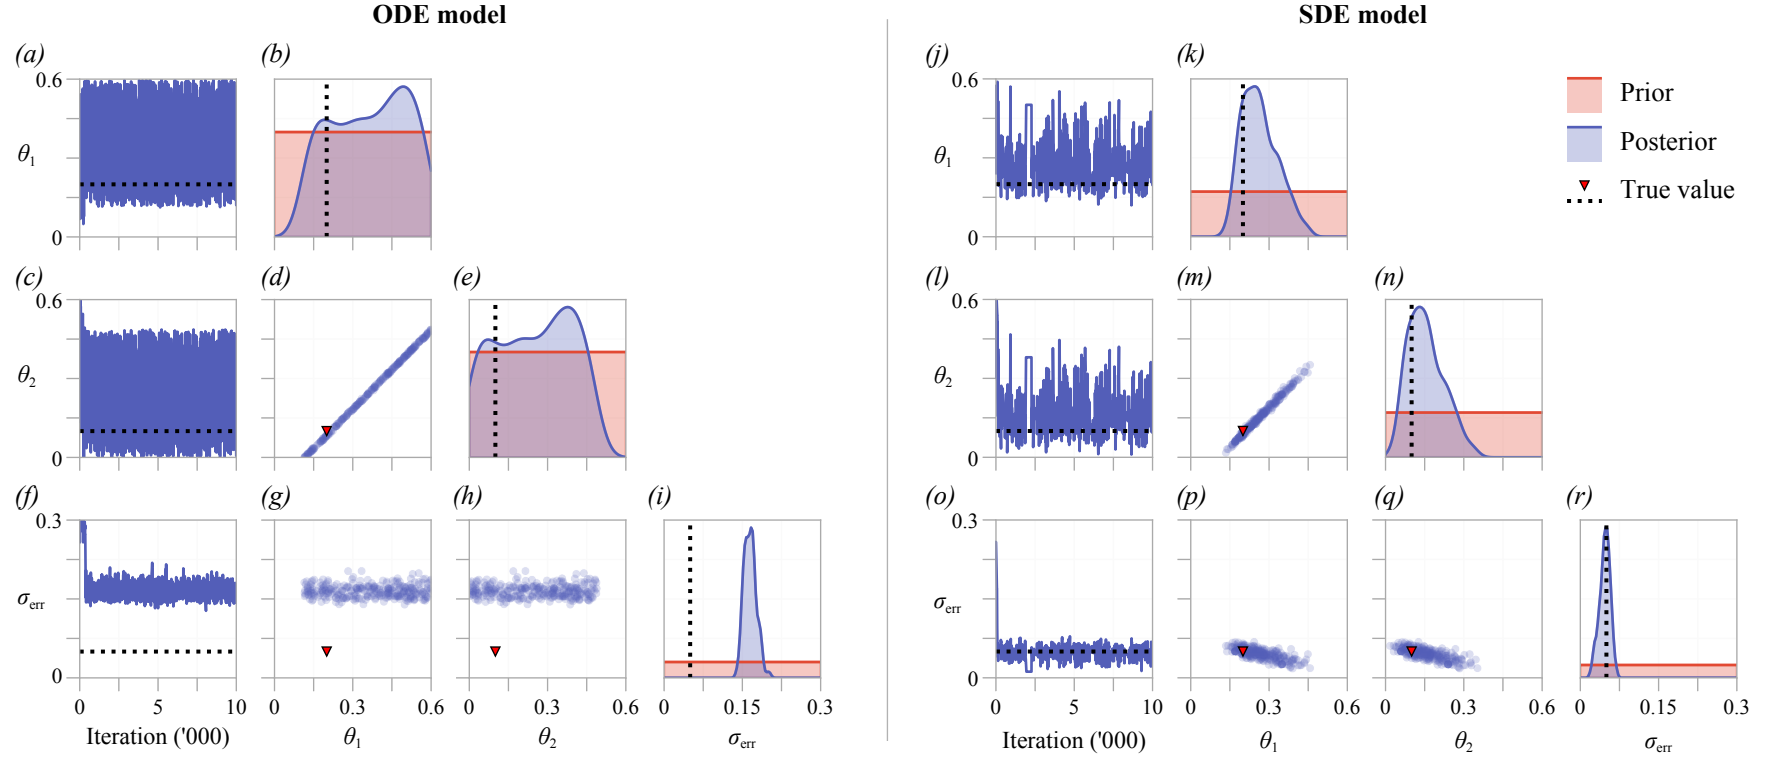 ODE model
SDE model
(a)
(b)
(j)
(k)
0.6
θ1
0
0.6
θ1
0
Prior
Posterior
True value
(c)
(d)
(e)
(l)
(m)
(n)
0.6
θ2
0
0.6
θ2
0
(f)
(g)
(h)
(i)
(o)
(p)
(q)
(r)
0.3
σerr
0
0.3
σerr
0
0 5 10
0 0.3 0.6
0 0.3 0.6
0 0.15 0.3
0 5 10
0 0.3 0.6
0 0.3 0.6
0 0.15 0.3
Iteration ('000)
θ1
θ2
σerr
Iteration ('000)
θ1
θ2
σerr